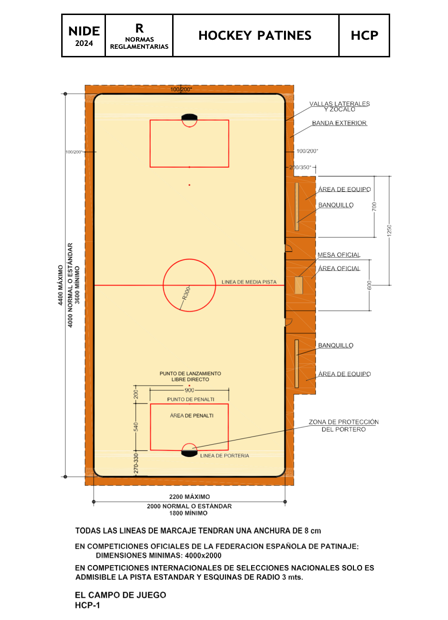 NIDE
2024
R
NORMAS
REGLAMENTARIAS
HOCKEY PATINES
HCP
100/200*
VALLAS LATERALES
Y ZÓCALO
BANDA EXTERIOR
100/200*
100/200*
250/350*
ÁREA DE EQUIPO
BANQUILLO
700
1200
MESA OFICIAL
ÁREA OFICIAL
600
LINEA DE MEDIA PISTA
R300
4400 MÁXIMO
4000 NORMAL O ESTÁNDAR
3600 MÍNIMO
BANQUILLO
ÁREA DE EQUIPO
PUNTO DE LANZAMIENTO
LIBRE DIRECTO
900
PUNTO DE PENALTI
200
ÁREA DE PENALTI
540
ZONA DE PROTECCIÓN
DEL PORTERO
LINEA DE PORTERIA
270-330
2200 MÁXIMO
2000 NORMAL O ESTÁNDAR
1800 MÍNIMO
TODAS LAS LINEAS DE MARCAJE TENDRAN UNA ANCHURA DE 8 cm
EN COMPETICIONES OFICIALES DE LA FEDERACION ESPAÑOLA DE PATINAJE:
DIMENSIONES MINIMAS: 4000x2000
EN COMPETICIONES INTERNACIONALES DE SELECCIONES NACIONALES SOLO ES
ADMISIBLE LA PISTA ESTANDAR Y ESQUINAS DE RADIO 3 mts.
EL CAMPO DE JUEGO
HCP-1